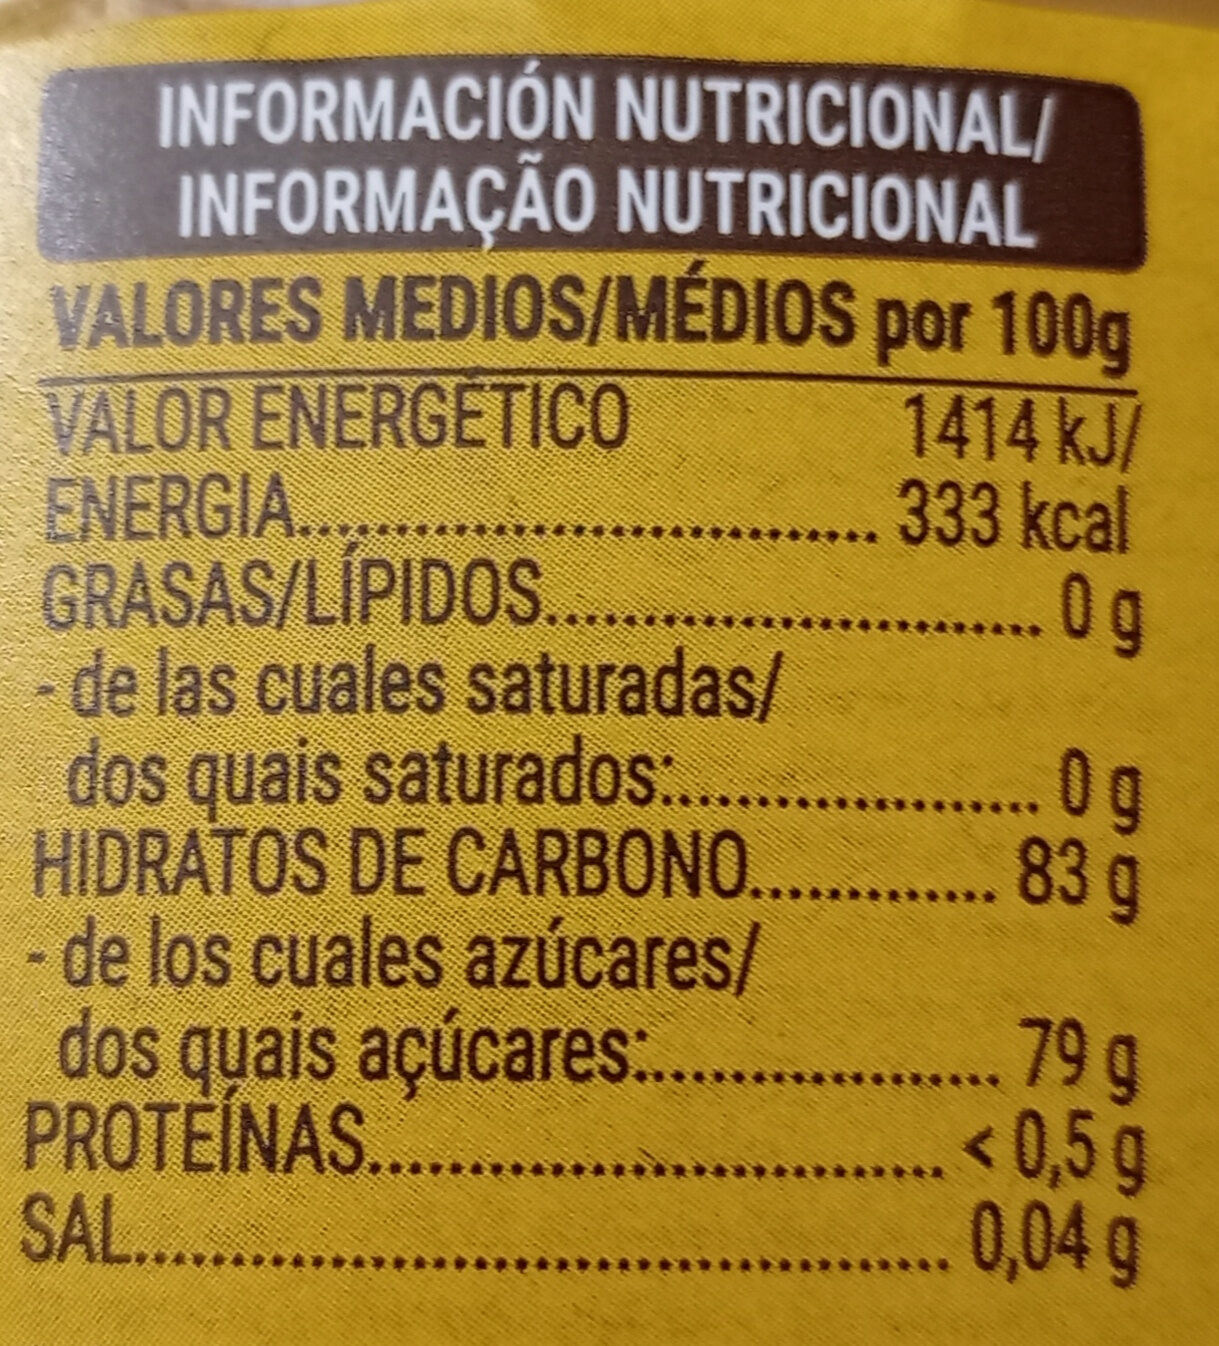 INFORMACIÓN NUTRICIONAL/
INFORMAÇÃO NUTRICIONAL
VALORES MEDIOS/MÉDIOS por 100g
VALOR ENERGÉTICO 1414 kJ/
ENERGIA............................... 333 kcal
GRASAS/LÍPIDOS............................ 0 g
- de las cuales saturadas/
dos quais saturados:..................... 0 g
HIDRATOS DE CARBONO............. 83 g
- de los cuales azúcares/
dos quais açúcares:.................... 79 g
PROTEÍNAS................................. < 0,5 g
SAL............................................. 0,04 g